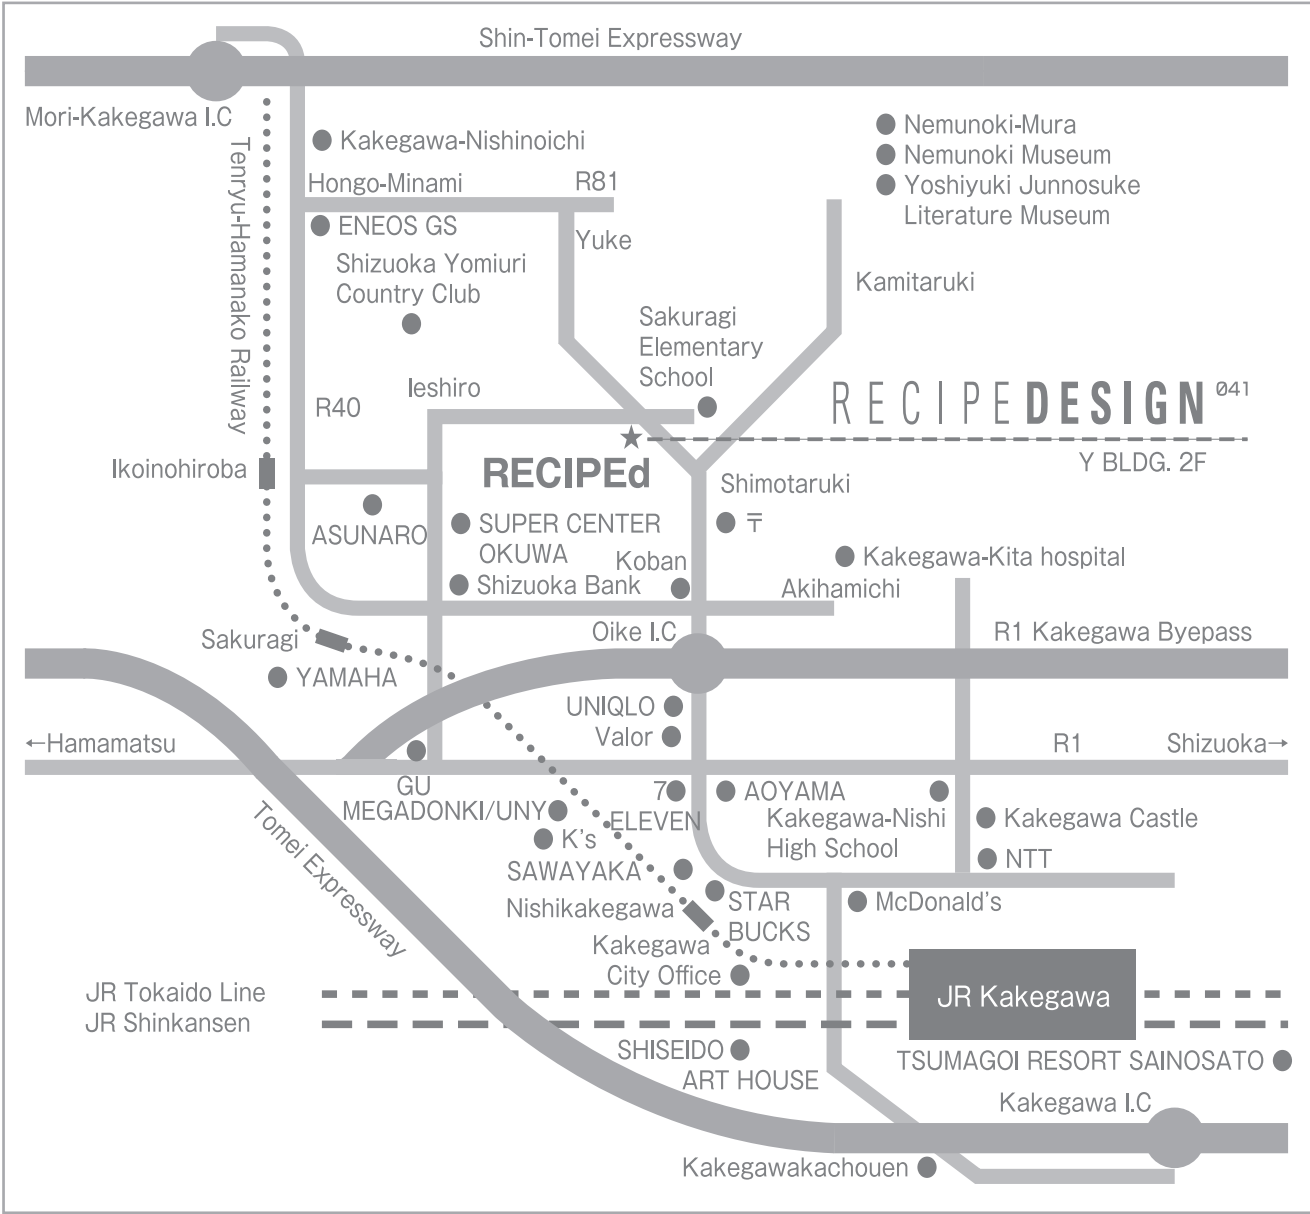 Shin-Tomei Expressway
Mori-Kakegawa I.C
Tenryu-Hamanako Railway
Kakegawa-Nishinoichi
Nemunoki-Mura
Nemunoki Museum
Yoshiyuki Junnosuke
Literature Museum
Hongo-Minami
R81
ENEOS GS
Yuke
Shizuoka Yomiuri
Country Club
Kamitaruki
Sakuragi
Elementary
School
Ieshiro
R40
RECIPEDESIGN 041
Y BLDG. 2F
Ikoinohiroba
RECIPEd
Shimotaruki
ASUNARO
SUPER CENTER
OKUWA
〒
Koban
Shizuoka Bank
Kakegawa-Kita hospital
Akihamichi
Sakuragi
Oike I.C
R1 Kakegawa Byepass
YAMAHA
UNIQLO
Valor
←Hamamatsu
R1
Shizuoka→
GU
MEGADONKI/UNY
7
ELEVEN
AOYAMA
Kakegawa-Nishi
High School
Kakegawa Castle
K's
NTT
Tomei Expressway
SAWAYAKA
Nishikakegawa
STAR
BUCKS
McDonald's
Kakegawa
City Office
JR Tokaido Line
JR Shinkansen
JR Kakegawa
SHISEIDO
ART HOUSE
TSUMAGOI RESORT SAINOSATO
Kakegawa I.C
Kakegawakachouen